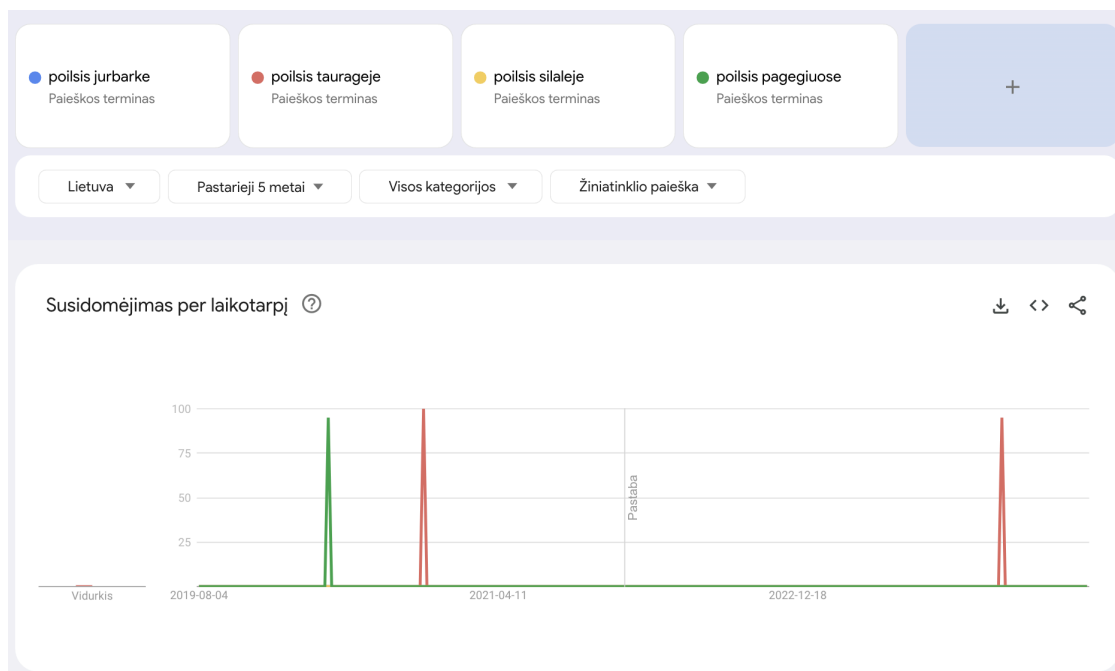 poilsis jurbarke
Paieškos terminas
poilsis taurageje
Paieškos terminas
poilsis silaleje
Paieškos terminas
poilsis pagegiuose
Paieškos terminas
+
Lietuva
Pastarieji 5 metai
Visos kategorijos
Žiniatinklio paieška
Susidomėjimas per laikotarpį
?
100
75
50
25
Pastaba
Vidurkis
2019-08-04
2021-04-11
2022-12-18